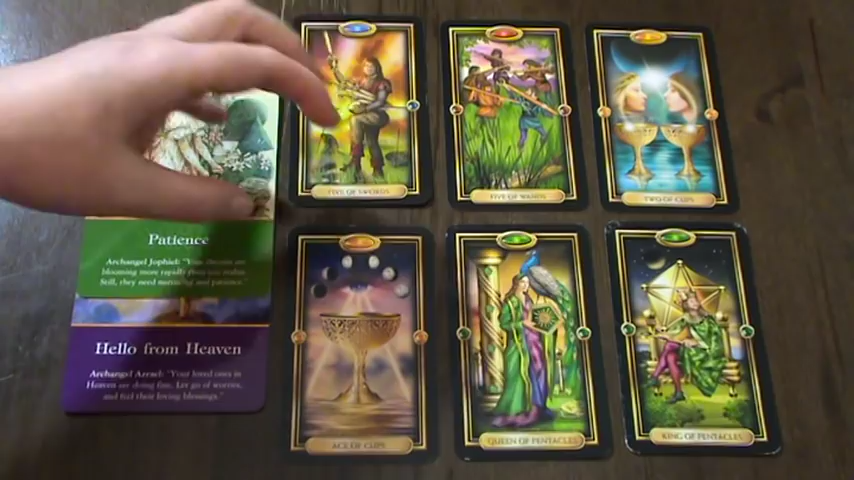 FIVE OF SWORDS
FIVE OF WANDS
TWO OF CUPS
Patience
Archangel Jophiel: "Your dreams are
blooming more rapidly than you realize.
Still, they need nurturing and patience."
Hello from Heaven
Archangel Azrael: "Your loved ones in
Heaven are doing fine. Let go of worries,
and feel their loving blessings."
ACE OF CUPS
QUEEN OF PENTACLES
KING OF PENTACLES